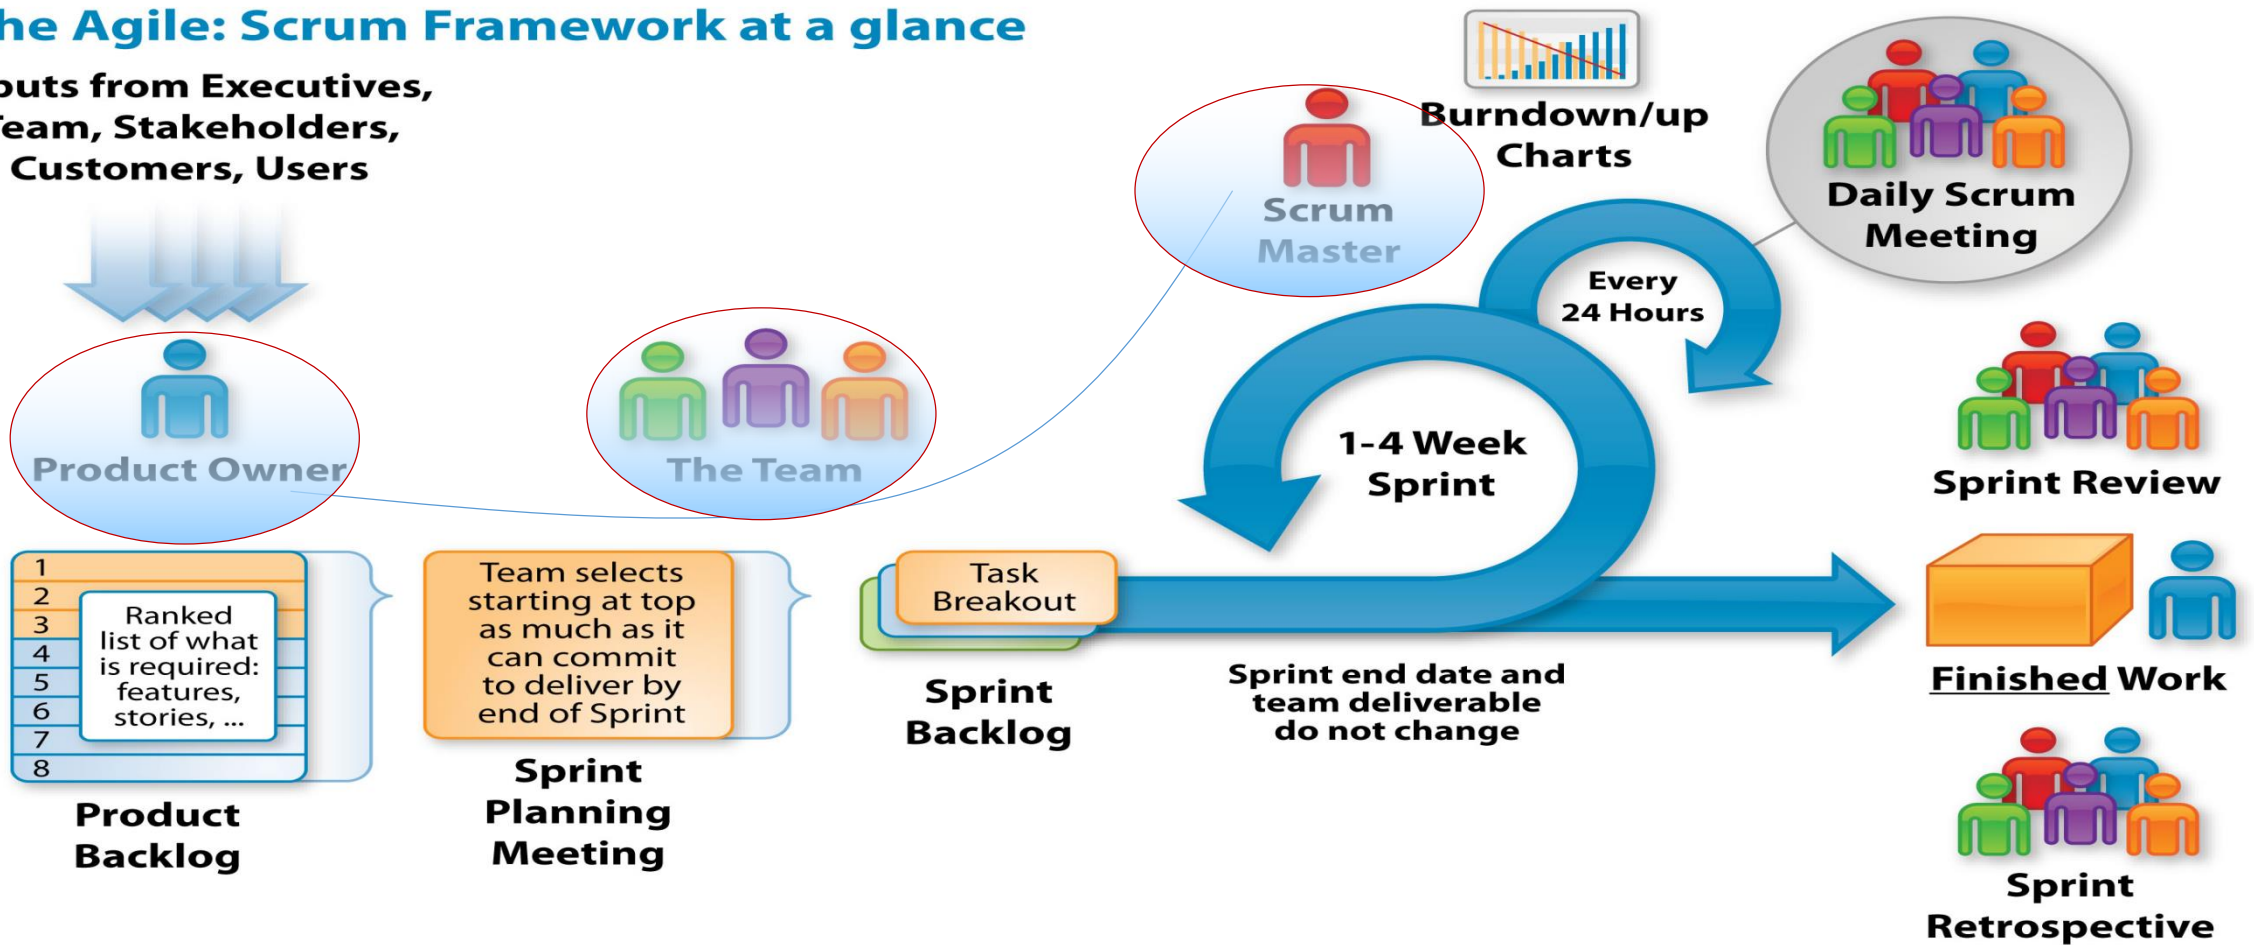 he Agile: Scrum Framework at a glance
puts from Executives,
Team, Stakeholders,
Customers, Users
Product Owner
The Team
Scrum
Master
Burndown/up
Charts
Daily Scrum
Meeting
Every
24 Hours
1-4 Week
Sprint
Sprint Review
1
2
3
4
5
6
7
8
Ranked
list of what
is required:
features,
stories, ...
Product
Backlog
Team selects
starting at top
as much as it
can commit
to deliver by
end of Sprint
Sprint
Planning
Meeting
Task
Breakout
Sprint
Backlog
Sprint end date and
team deliverable
do not change
Finished Work
Sprint
Retrospective